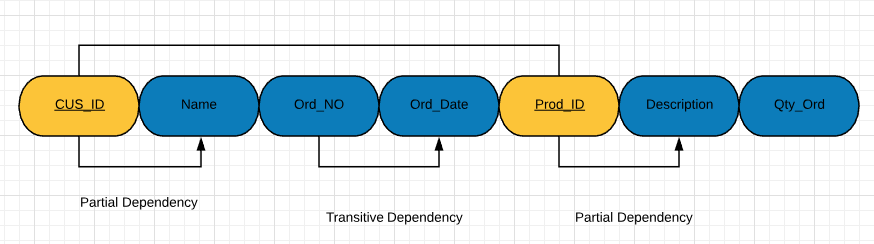 CUS_ID
Name
Ord_NO
Ord_Date
Prod_ID
Description
Qty_Ord
Partial Dependency
Transitive Dependency
Partial Dependency